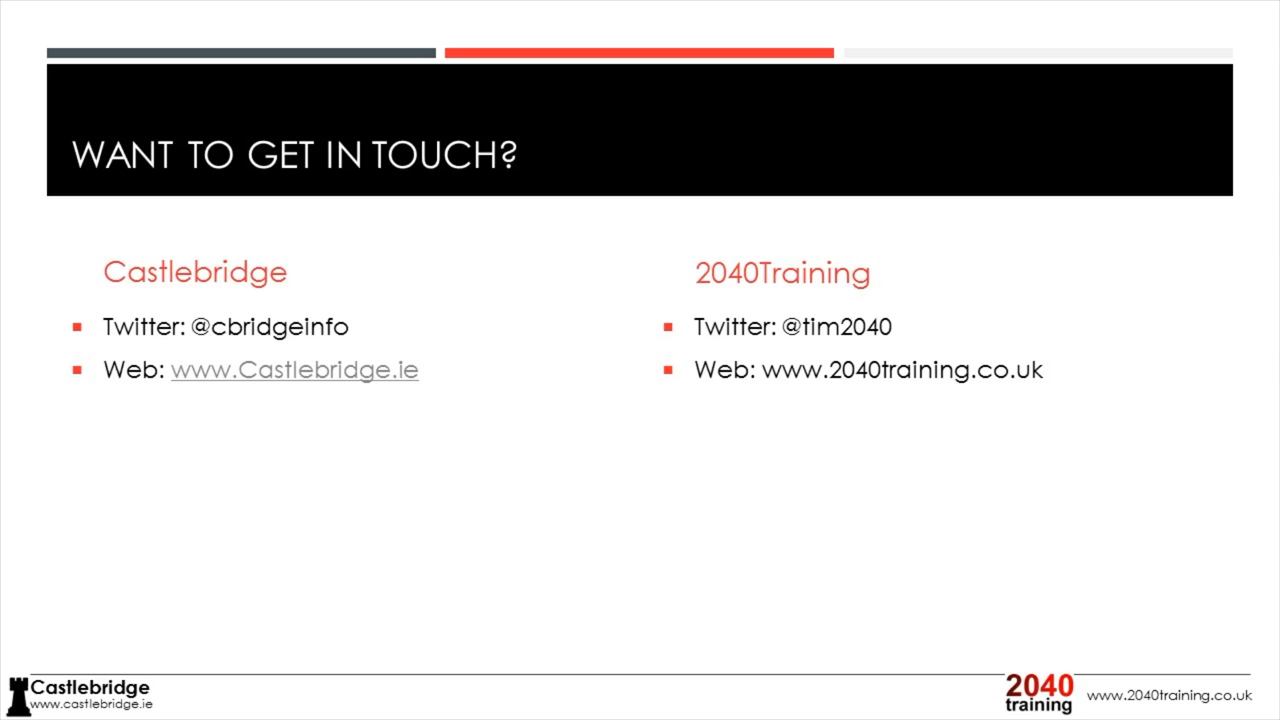 WANT TO GET IN TOUCH?
Castlebridge
Twitter: @cbridgeinfo
Web: www.Castlebridge.ie
2040Training
Twitter: @tim2040
Web: www.2040training.co.uk
Castlebridge
www.castlebridge.ie
2040
training
www.2040training.co.uk